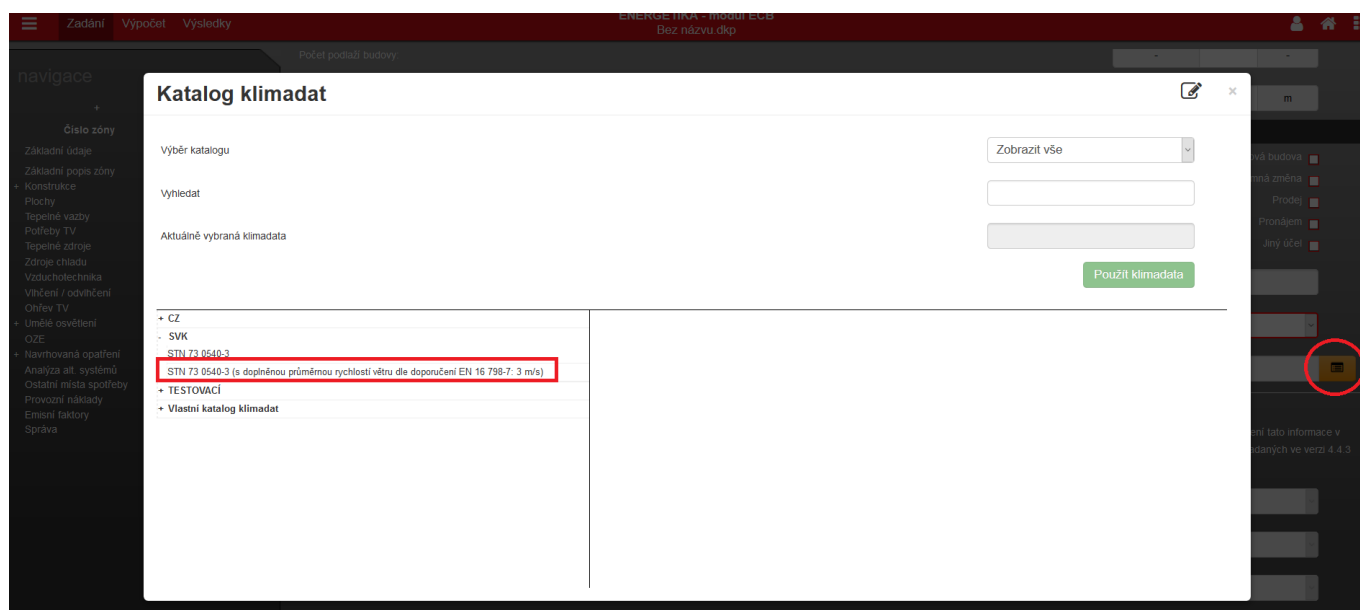 Zadání Výpočet Výsledky
ENERGETIKA - modul ECB
Bez názvu.dkp
Počet podlaží budovy
-
-
navigace
+
Číslo zóny
Základní údaje
Základní popis zóny
+ Konstrukce
Plochy
Tepelné vazby
Potřeby TV
Tepelné zdroje
Zdroje chladu
Vzduchotechnika
Vlhčení / odvlhčení
Ohřev TV
+ Umělé osvětlení
OZE
+ Navrhovaná opatření
Analýza alt. systémů
Ostatní místa spotřeby
Provozní náklady
Emisní faktory
Správa
Katalog klimadat
×
Výběr katalogu
Zobrazit vše
Vyhledat
Aktuálně vybraná klimadata
Použít klimadata
+ CZ
- SVK
STN 73 0540-3
STN 73 0540-3 (s doplněnou průměrnou rychlostí větru dle doporučení EN 16 798-7: 3 m/s)
+ TESTOVACÍ
+ Vlastní katalog klimadat
m
ová budova
mná změna
Prodej
Pronájem
Jiný účel
ení tato informace v
adaných ve verzi 4.4.3